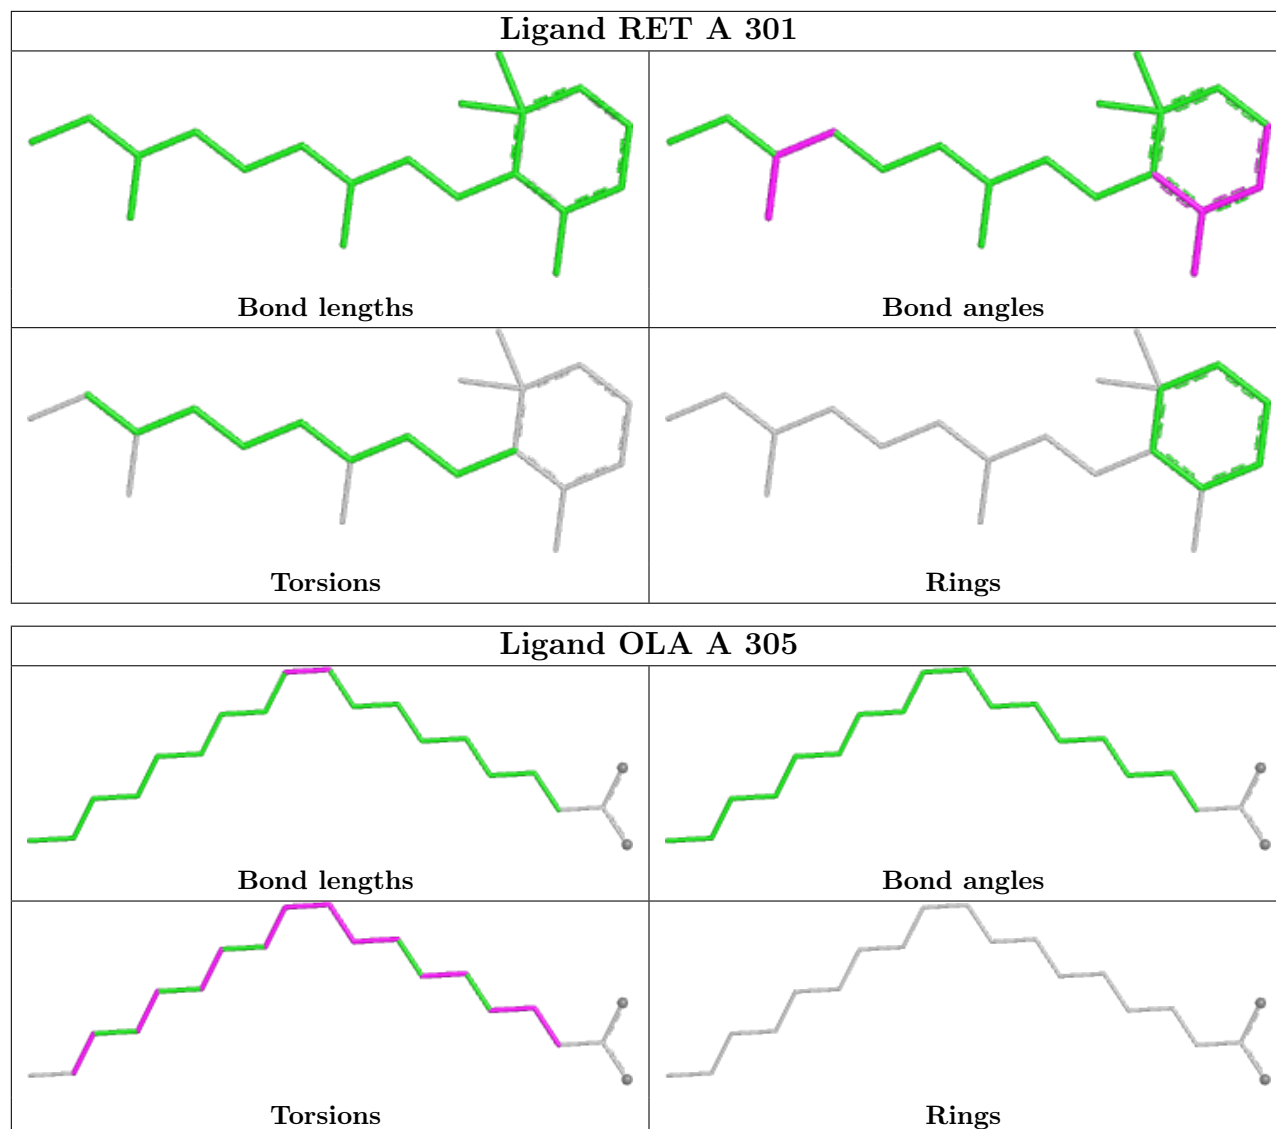 Ligand RET A 301
Bond lengths
Bond angles
Torsions
Rings
Ligand OLA A 305
Bond lengths
Bond angles
Torsions
Rings